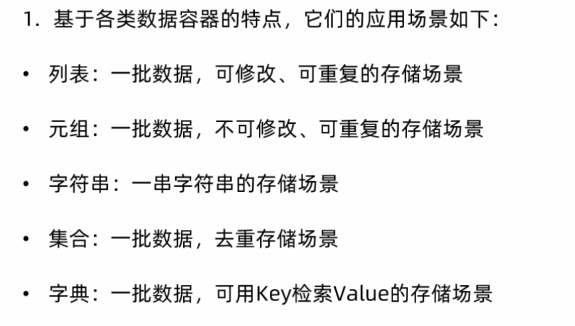 1. 基于各类数据容器的特点，它们的应用场景如下：
• 列表：一批数据，可修改、可重复的存储场景
• 元组：一批数据，不可修改、可重复的存储场景
• 字符串：一串字符串的存储场景
• 集合：一批数据，去重存储场景
• 字典：一批数据，可用Key检索Value的存储场景